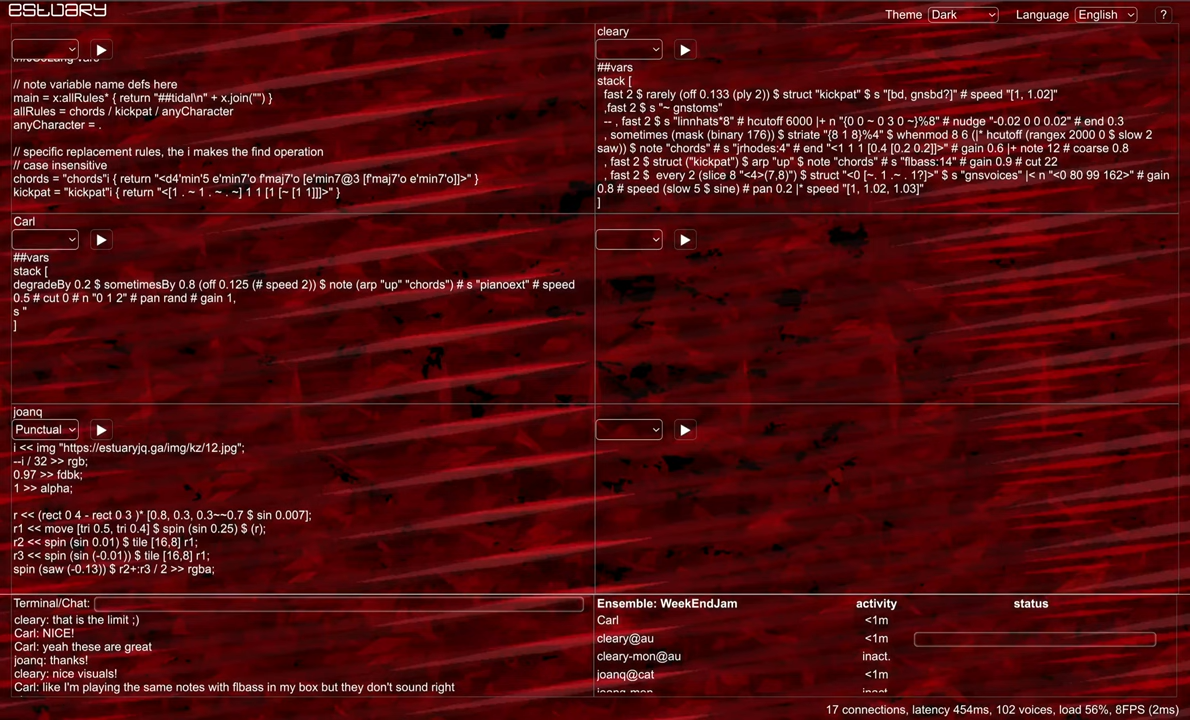 estuary
Theme Dark Language English ?
// note variable name defs here
main = x:allRules* { return "##tidal\n" + x.join("") }
allRules = chords / kickpat / anyCharacter
anyCharacter = .
// specific replacement rules, the i makes the find operation
// case insensitive
chords = "chords"i { return "<d4'min'5 e'min7'o f'maj7'o [e'min7@3 [f'maj7'o e'min7'o]]>" }
kickpat = "kickpat"i { return "<[1 . ~ 1 . ~ . ~] 1 1 [1 [~ [1 1]]]>" }
cleary
##vars
stack [
fast 2 $ rarely (off 0.133 (ply 2)) $ struct "kickpat" $ s "[bd, gnsbd?]" # speed "[1, 1.02]"
,fast 2 $ s "~ gnstoms"
-- , fast 2 $ s "linnhats*8" # hcutoff 6000 |+ n "{0 0 ~ 0 3 0 ~}%8" # nudge "-0.02 0 0 0.02" # end 0.3
, sometimes (mask (binary 176)) $ striate "{8 1 8}%4" $ whenmod 8 6 (|* hcutoff (rangex 2000 0 $ slow 2
saw)) $ note "chords" # s "jrhodes:4" # end "<1 1 1 [0.4 [0.2 0.2]]>" # gain 0.6 |+ note 12 # coarse 0.8
, fast 2 $ struct ("kickpat") $ arp "up" $ note "chords" # s "flbass:14" # gain 0.9 # cut 22
, fast 2 $  every 2 (slice 8 "<4>(7,8)") $ struct "<0 [~. 1 .~ . 1?]>" $ s "gnsvoices" |< n "<0 80 99 162>" # gain
0.8 # speed (slow 5 $ sine) # pan 0.2 |* speed "[1, 1.02, 1.03]"
]
Carl
##vars
stack [
degradeBy 0.2 $ sometimesBy 0.8 (off 0.125 (# speed 2)) $ note (arp "up" "chords") # s "pianoext" # speed
0.5 # cut 0 # n "0 1 2" # pan rand # gain 1,
s "
]
joanq
Punctual
i << img "https://estuaryjq.ga/img/kz/12.jpg";
--i / 32 >> rgb;
0.97 >> fdbk;
1 >> alpha;
r << (rect 0 4 - rect 0 3 )* [0.8, 0.3, 0.3~~0.7 $ sin 0.007];
r1 << move [tri 0.5, tri 0.4] $ spin (sin 0.25) $ (r);
r2 << spin (sin 0.01) $ tile [16,8] r1;
r3 << spin (sin (-0.01)) $ tile [16,8] r1;
spin (saw (-0.13)) $ r2+:r3 / 2 >> rgba;
Terminal/Chat:
cleary: that is the limit ;)
Carl: NICE!
Carl: yeah these are great
joanq: thanks!
cleary: nice visuals!
Carl: like I'm playing the same notes with flbass in my box but they don't sound right
Ensemble: WeekEndJam activity status
Carl <1m
cleary@au <1m
cleary-mon@au inact.
joanq@cat <1m
17 connections, latency 454ms, 102 voices, load 56%, 8FPS (2ms)